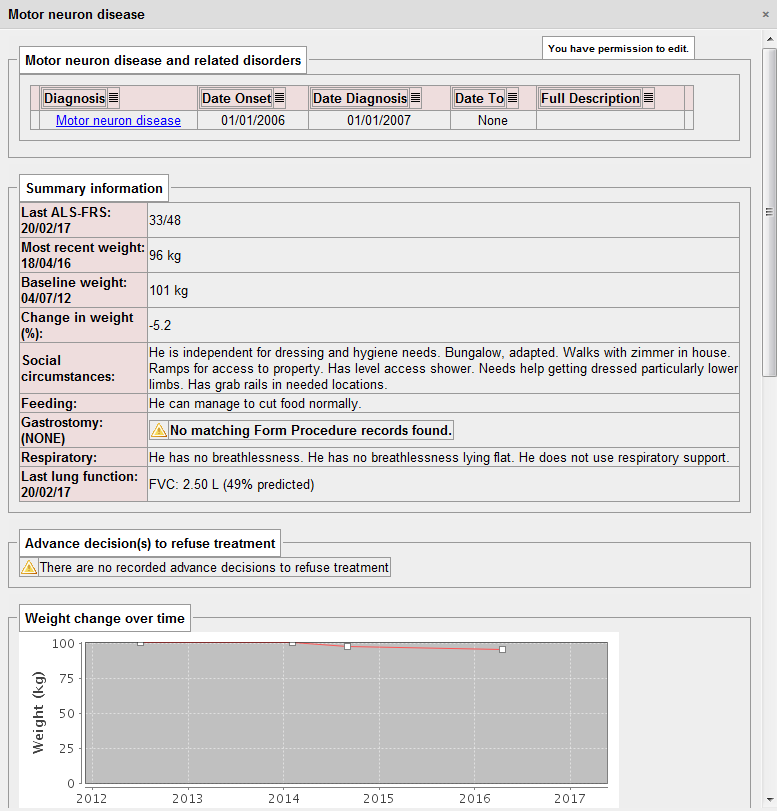 Motor neuron disease
You have permission to edit.
Motor neuron disease and related disorders
Diagnosis Date Onset Date Diagnosis Date To Full Description
Motor neuron disease 01/01/2006 01/01/2007 None
Summary information
Last ALS-FRS: 33/48
20/02/17
Most recent weight: 96 kg
18/04/16
Baseline weight: 101 kg
04/07/12
Change in weight -5.2
(%):
Social
circumstances:
He is independent for dressing and hygiene needs. Bungalow, adapted. Walks with zimmer in house.
Ramps for access to property. Has level access shower. Needs help getting dressed particularly lower
limbs. Has grab rails in needed locations.
Feeding: He can manage to cut food normally.
Gastrostomy: No matching Form Procedure records found.
(NONE)
Respiratory: He has no breathlessness. He has no breathlessness lying flat. He does not use respiratory support.
Last lung function: FVC: 2.50 L (49% predicted)
20/02/17
Advance decision(s) to refuse treatment
There are no recorded advance decisions to refuse treatment
Weight change over time
Weight (kg)
100
75
50
25
0
2012 2013 2014 2015 2016 2017